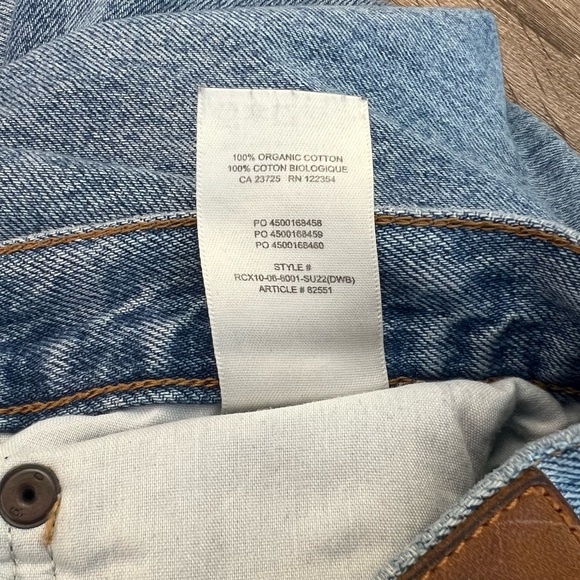 100% ORGANIC COTTON
100% COTON BIOLOGIQUE
CA 23725 RN 122354
PO 4500168458
PO 4500168459
PO 4500168460
STYLE #
RCX10-06-8001-SU22(DWB)
ARTICLE # 82551